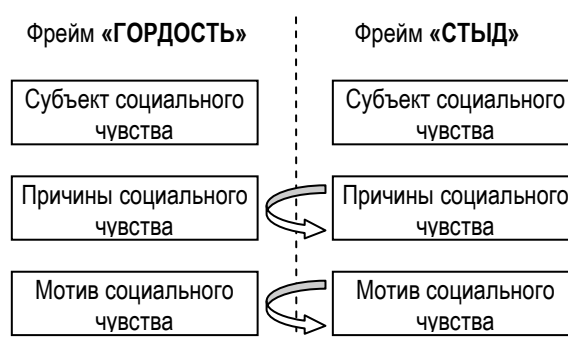 Фрейм «ГОРДОСТЬ»
Фрейм «СТЫД»
Субъект социального
чувства
Субъект социального
чувства
Причины социального
чувства
Причины социального
чувства
Мотив социального
чувства
Мотив социального
чувства